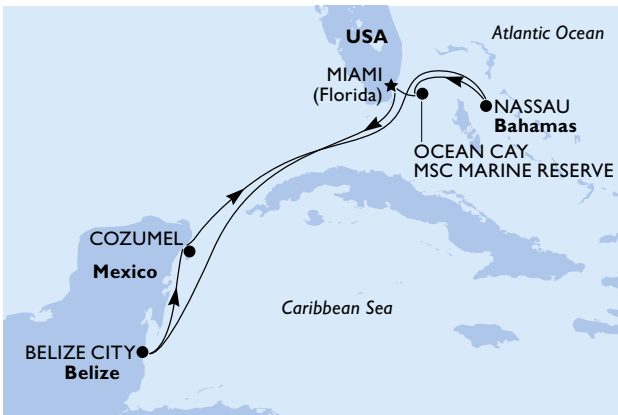 Atlantic Ocean
USA
MIAMI
(Florida)
NASSAU
Bahamas
OCEAN CAY
MSC MARINE RESERVE
COZUMEL
Mexico
Caribbean Sea
BELIZE CITY
Belize